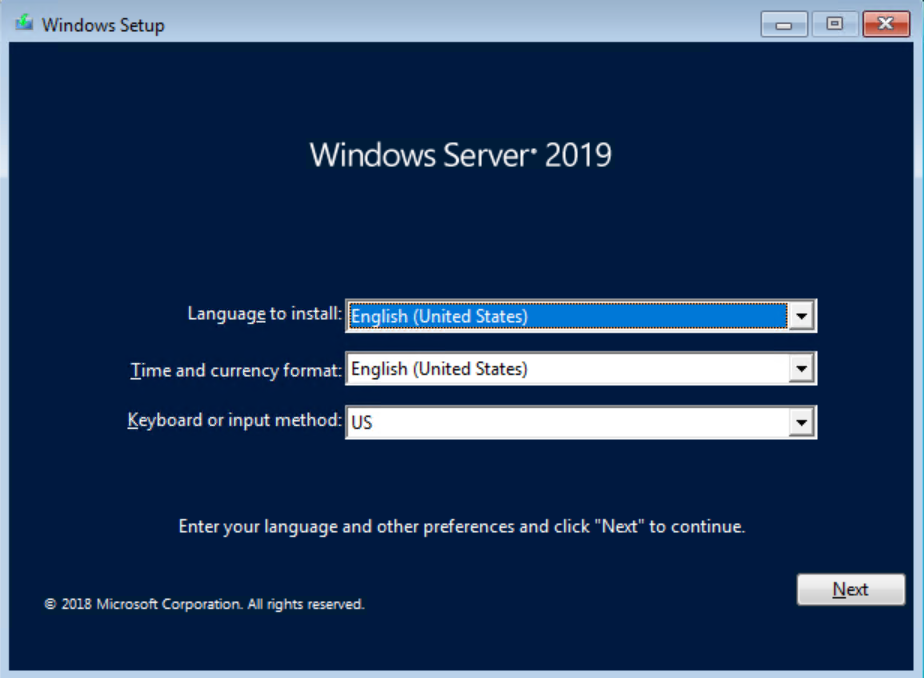 Windows Setup
Windows Server• 2019
Language to install: English (United States)
Time and currency format: English (United States)
Keyboard or input method: US
Enter your language and other preferences and click "Next" to continue.
Next
© 2018 Microsoft Corporation. All rights reserved.